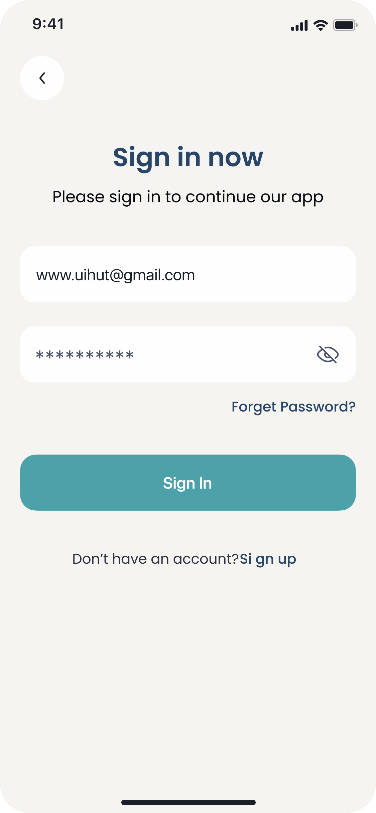 9:41
Sign in now
Please sign in to continue our app
www.uihut@gmail.com
**********
Forget Password?
Sign In
Don't have an account?Si gn up